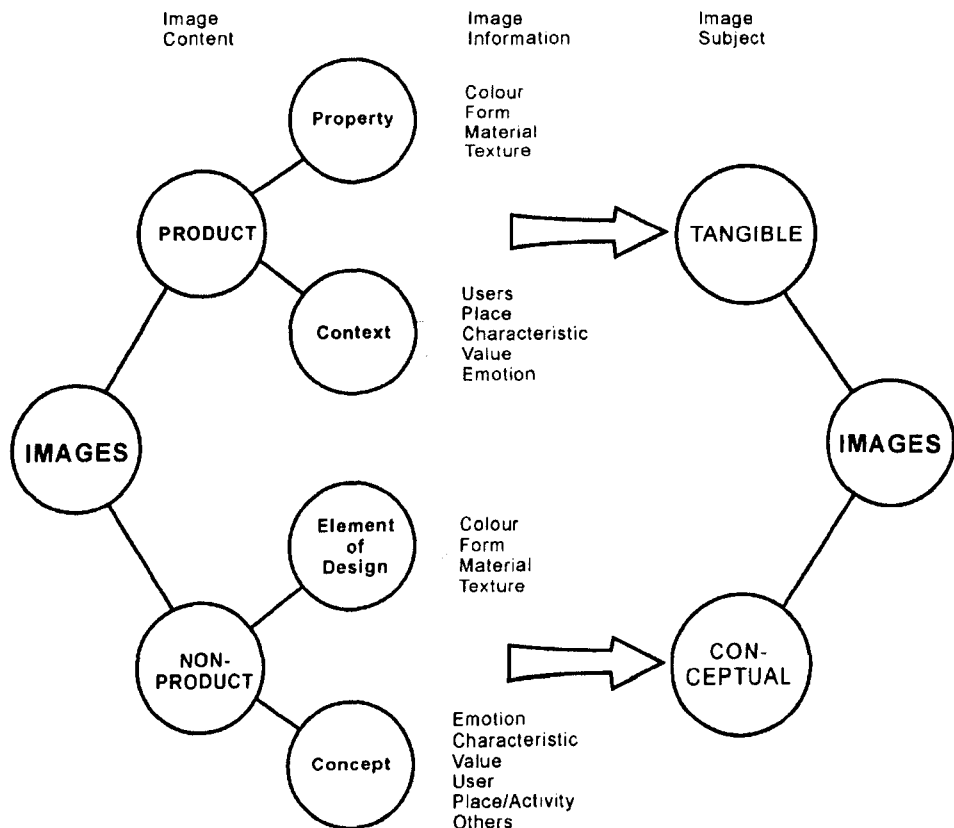 Image
Content
Image
Information
Image
Subject
Property
Colour
Form
Material
Texture
PRODUCT
TANGIBLE
Context
Users
Place
Characteristic
Value
Emotion
IMAGES
IMAGES
Element
of
Design
Colour
Form
Material
Texture
NON-
PRODUCT
CON-
CEPTUAL
Concept
Emotion
Characteristic
Value
User
Place/Activity
Others